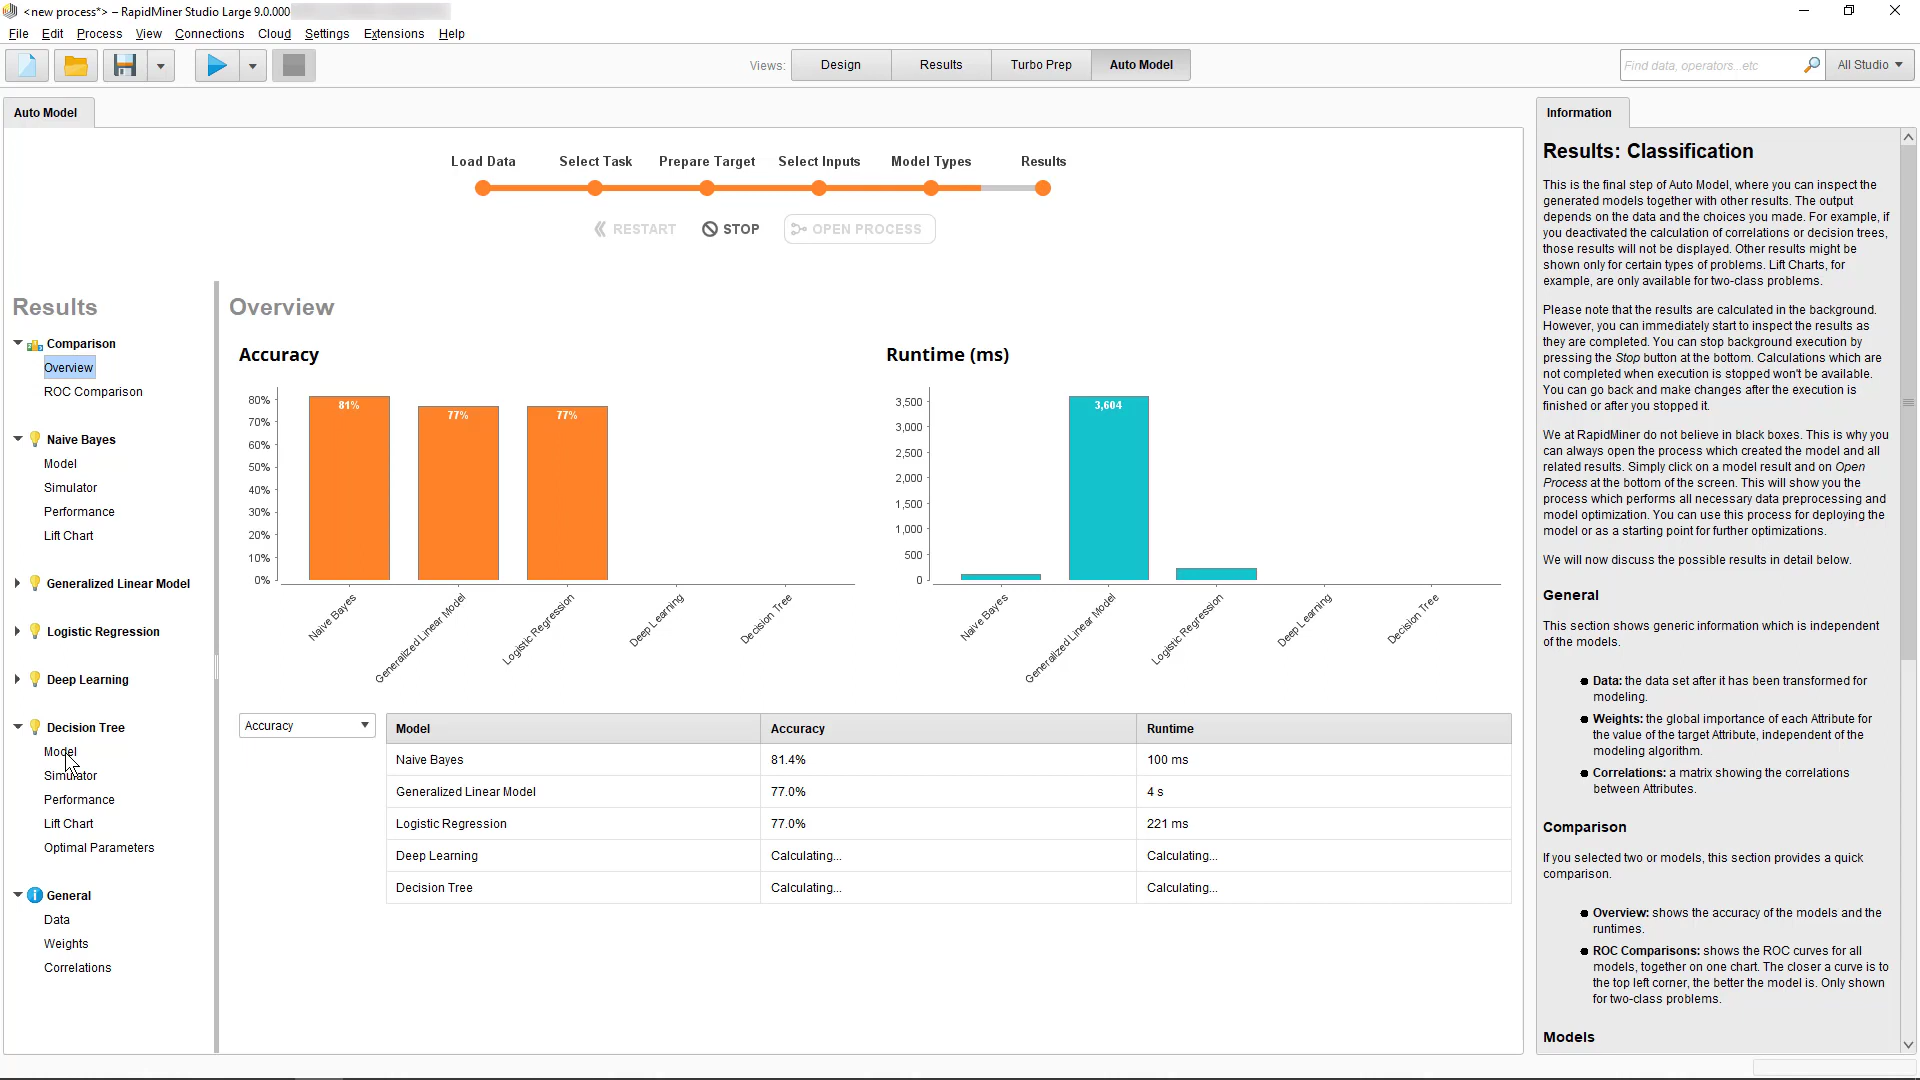 <new process*> – RapidMiner Studio Large 9.0.000
File Edit Process View Connections Cloud Settings Extensions Help
Views: Design Results Turbo Prep Auto Model
Find data, operators...etc All Studio
Auto Model
Load Data Select Task Prepare Target Select Inputs Model Types Results
RESTART STOP OPEN PROCESS
Results
Comparison
Overview
ROC Comparison
Naive Bayes
Model
Simulator
Performance
Lift Chart
Generalized Linear Model
Logistic Regression
Deep Learning
Decision Tree
Model
Simulator
Performance
Lift Chart
Optimal Parameters
General
Data
Weights
Correlations
Overview
Accuracy
80%
70%
60%
50%
40%
30%
20%
10%
0%
81% 77% 77%
Naive Bayes Generalized Linear Model Logistic Regression Deep Learning Decision Tree
Runtime (ms)
3,500
3,000
2,500
2,000
1,500
1,000
500
0
3,604
Naive Bayes Generalized Linear Model Logistic Regression Deep Learning Decision Tree
Accuracy
Model Accuracy Runtime
Naive Bayes 81.4% 100 ms
Generalized Linear Model 77.0% 4 s
Logistic Regression 77.0% 221 ms
Deep Learning Calculating... Calculating...
Decision Tree Calculating... Calculating...
Information
Results: Classification
This is the final step of Auto Model, where you can inspect the
generated models together with other results. The output
depends on the data and the choices you made. For example, if
you deactivated the calculation of correlations or decision trees,
those results will not be displayed. Other results might be
shown only for certain types of problems. Lift Charts, for
example, are only available for two-class problems.
Please note that the results are calculated in the background.
However, you can immediately start to inspect the results as
they are completed. You can stop background execution by
pressing the Stop button at the bottom. Calculations which are
not completed when execution is stopped won't be available.
You can go back and make changes after the execution is
finished or after you stopped it.
We at RapidMiner do not believe in black boxes. This is why you
can always open the process which created the model and all
related results. Simply click on a model result and on Open
Process at the bottom of the screen. This will show you the
process which performs all necessary data preprocessing and
model optimization. You can use this process for deploying the
model or as a starting point for further optimizations.
We will now discuss the possible results in detail below.
General
This section shows generic information which is independent
of the models.
Data: the data set after it has been transformed for
modeling.
Weights: the global importance of each Attribute for
the value of the target Attribute, independent of the
modeling algorithm.
Correlations: a matrix showing the correlations
between Attributes.
Comparison
If you selected two or models, this section provides a quick
comparison.
Overview: shows the accuracy of the models and the
runtimes.
ROC Comparisons: shows the ROC curves for all
models, together on one chart. The closer a curve is to
the top left corner, the better the model is. Only shown
for two-class problems.
Models